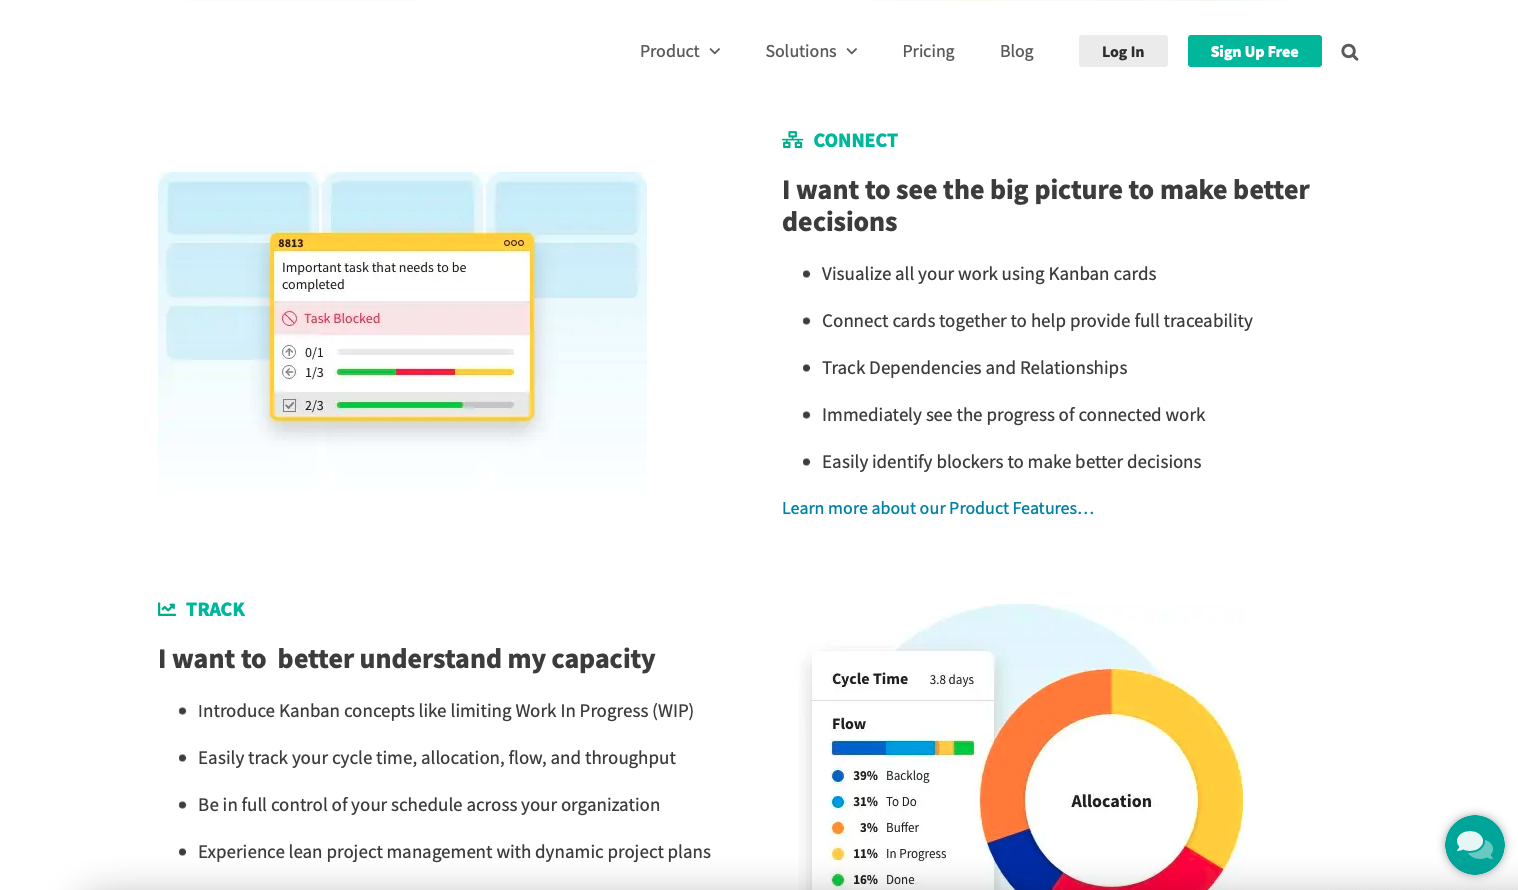 Product
Solutions
Pricing
Blog
Log In
Sign Up Free
CONNECT
I want to see the big picture to make better
decisions
Visualize all your work using Kanban cards
Connect cards together to help provide full traceability
Track Dependencies and Relationships
Immediately see the progress of connected work
Easily identify blockers to make better decisions
Learn more about our Product Features...
8813
Important task that needs to be
completed
Task Blocked
0/1
1/3
2/3
TRACK
I want to  better understand my capacity
Introduce Kanban concepts like limiting Work In Progress (WIP)
Easily track your cycle time, allocation, flow, and throughput
Be in full control of your schedule across your organization
Experience lean project management with dynamic project plans
Cycle Time 3.8 days
Flow
39% Backlog
31% To Do
3% Buffer
11% In Progress
16% Done
Allocation